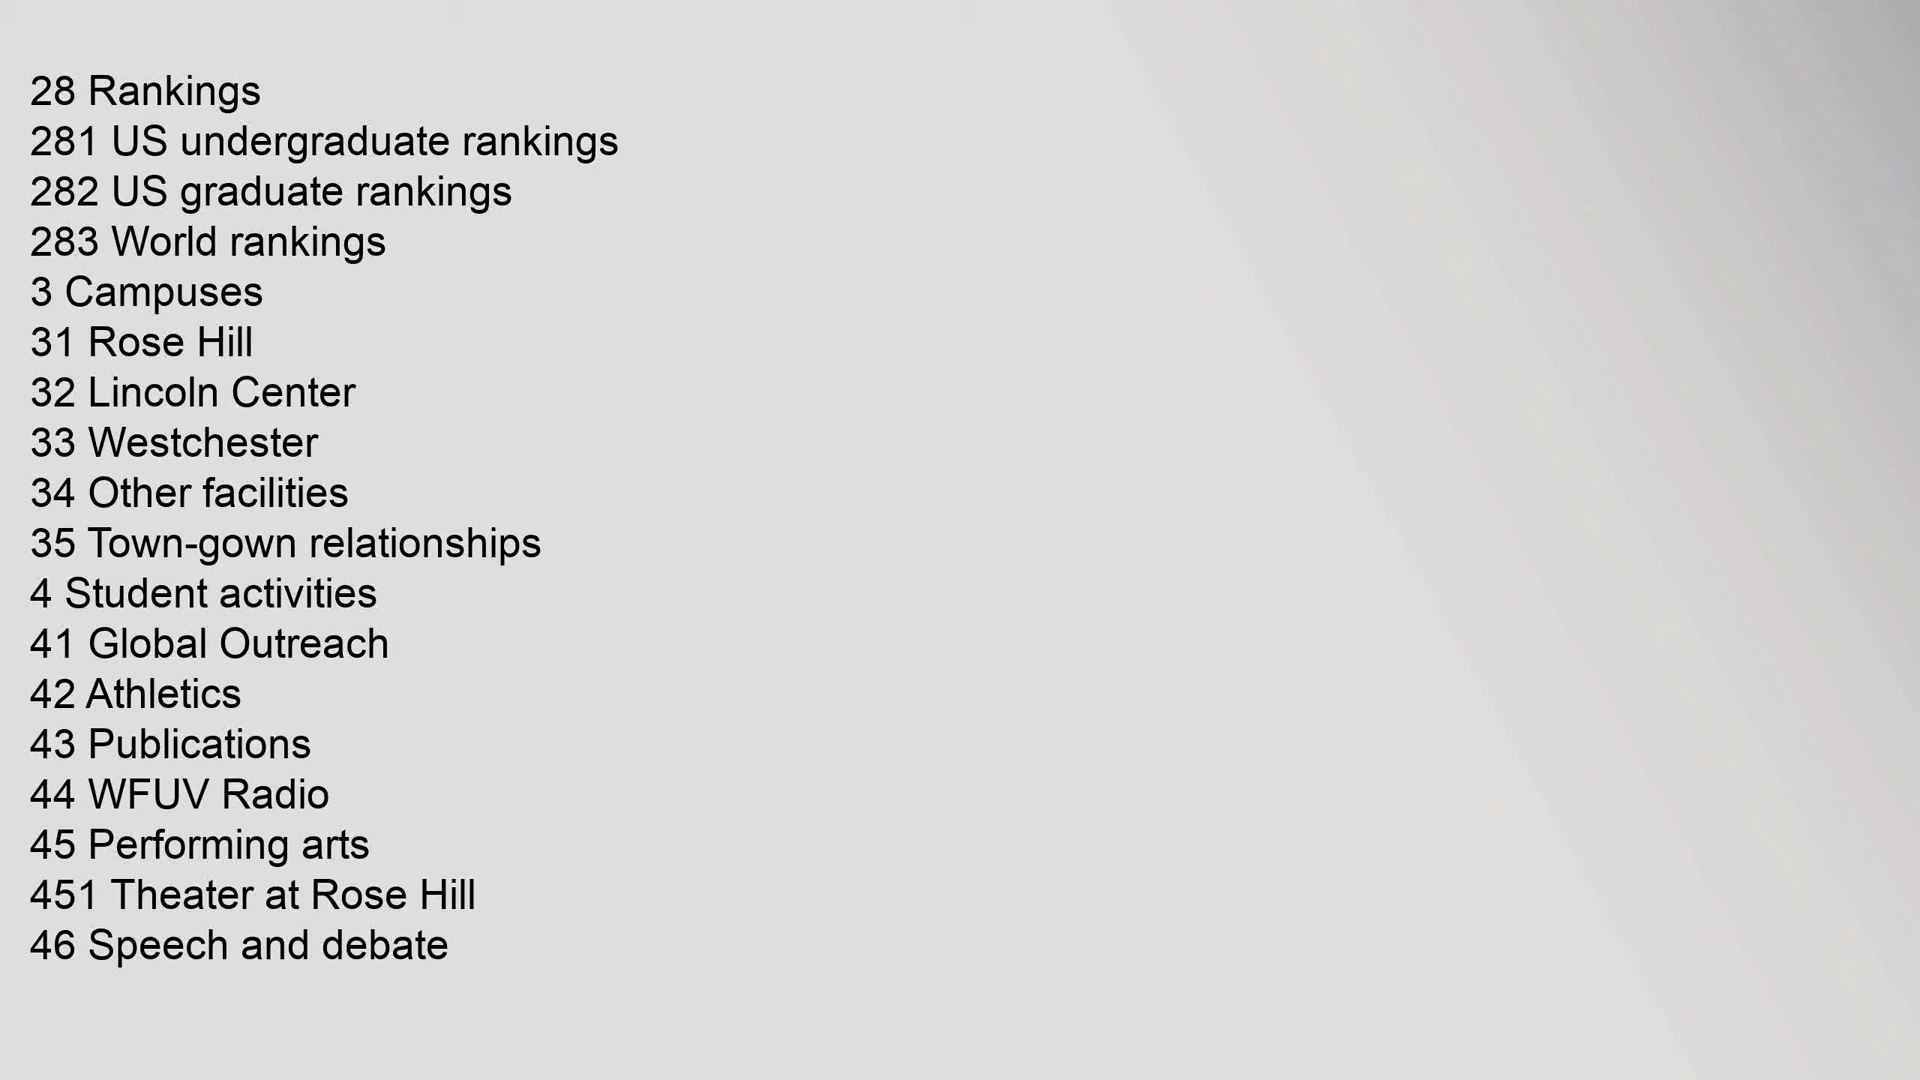 28 Rankings
281 US undergraduate rankings
282 US graduate rankings
283 World rankings
3 Campuses
31 Rose Hill
32 Lincoln Center
33 Westchester
34 Other facilities
35 Town-gown relationships
4 Student activities
41 Global Outreach
42 Athletics
43 Publications
44 WFUV Radio
45 Performing arts
451 Theater at Rose Hill
46 Speech and debate